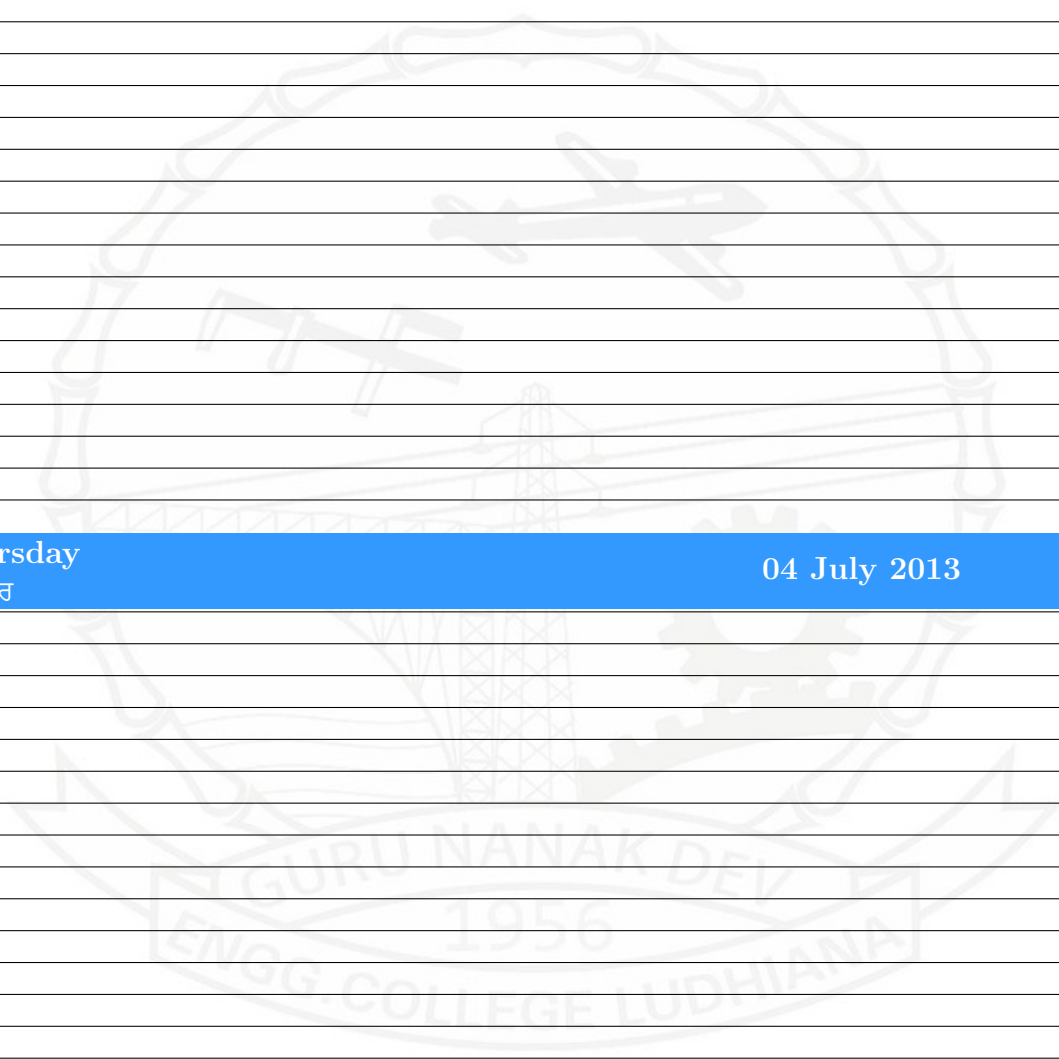 rsday
ਰ
04 July 2013
GURU NANAK DEV
1956
ENGG. COLLEGE LUDHIANA